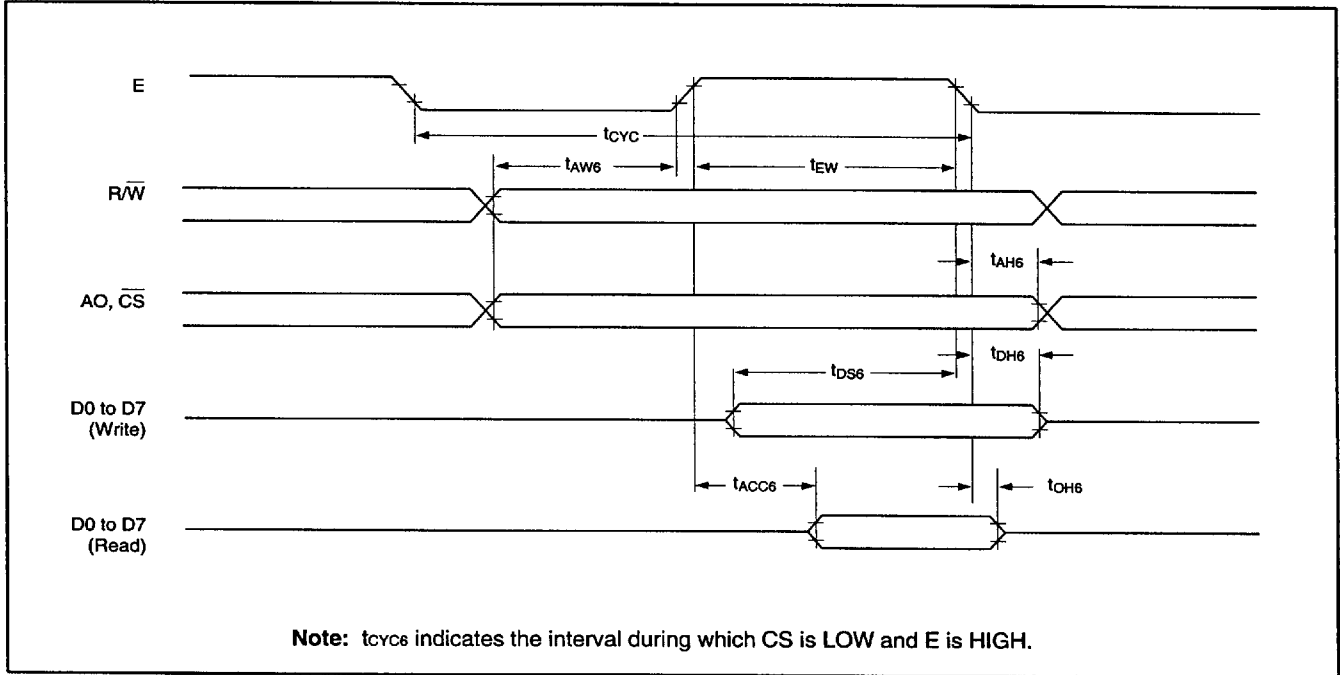 E
tCYC
tAW6
tEW
R/W̅
tAH6
AO, C̅S̅
tDH6
tDS6
D0 to D7
(Write)
tACC6
tOH6
D0 to D7
(Read)
Note: tCYC6 indicates the interval during which CS is LOW and E is HIGH.